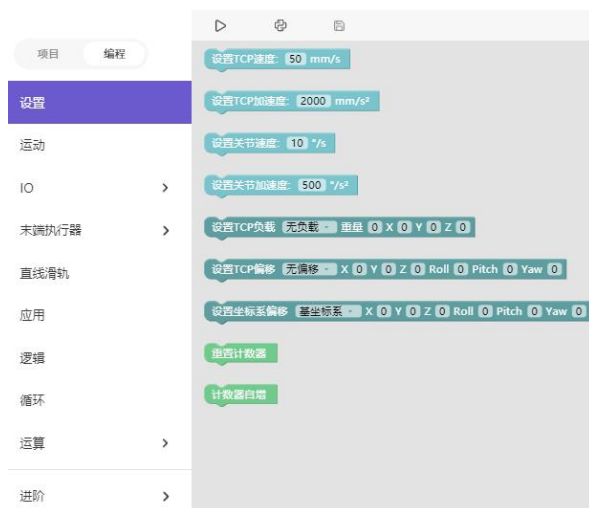 项目 编程
设置
运动
IO
末端执行器
直线滑轨
应用
逻辑
循环
运算
进阶
设置TCP速度: 50 mm/s
设置TCP加速度: 2000 mm/s²
设置关节速度: 10 °/s
设置关节加速度: 500 °/s²
设置TCP负载 无负载 重量 0 X 0 Y 0 Z 0
设置TCP偏移 无偏移 X 0 Y 0 Z 0 Roll 0 Pitch 0 Yaw 0
设置坐标系偏移 基坐标系 X 0 Y 0 Z 0 Roll 0 Pitch 0 Yaw 0
重置计数器
计数器自增